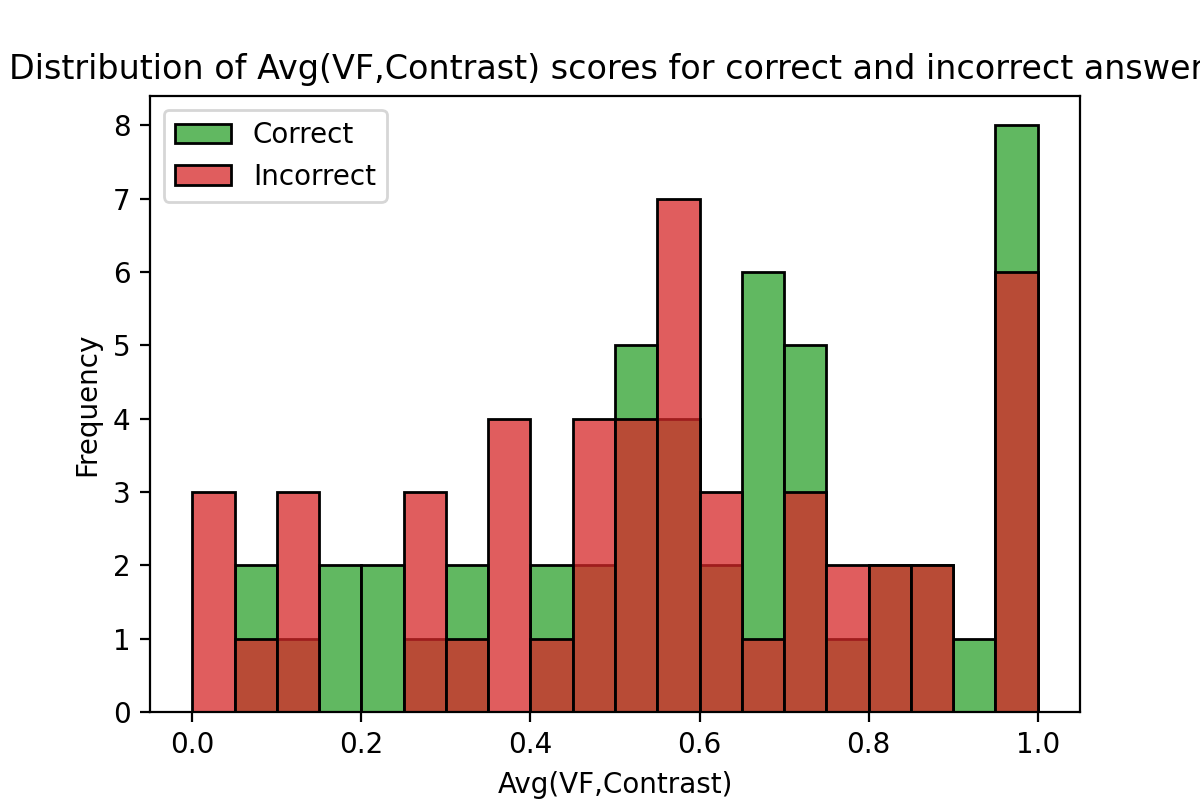 Distribution of Avg(VF,Contrast) scores for correct and incorrect answer
Correct
Incorrect
Frequency
8
7
6
5
4
3
2
1
0
0.0 0.2 0.4 0.6 0.8 1.0
Avg(VF,Contrast)